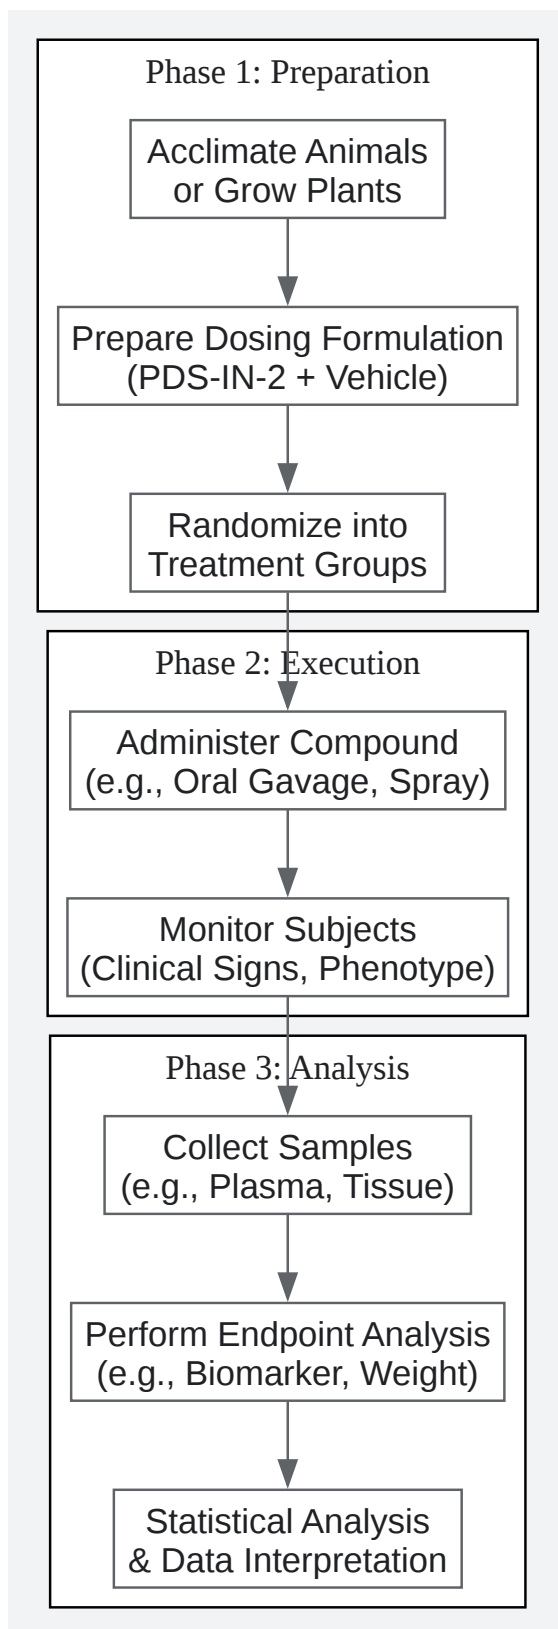 Phase 1: Preparation
Acclimate Animals
or Grow Plants
Prepare Dosing Formulation
(PDS-IN-2 + Vehicle)
Randomize into
Treatment Groups
Phase 2: Execution
Administer Compound
(e.g., Oral Gavage, Spray)
Monitor Subjects
(Clinical Signs, Phenotype)
Phase 3: Analysis
Collect Samples
(e.g., Plasma, Tissue)
Perform Endpoint Analysis
(e.g., Biomarker, Weight)
Statistical Analysis
& Data Interpretation